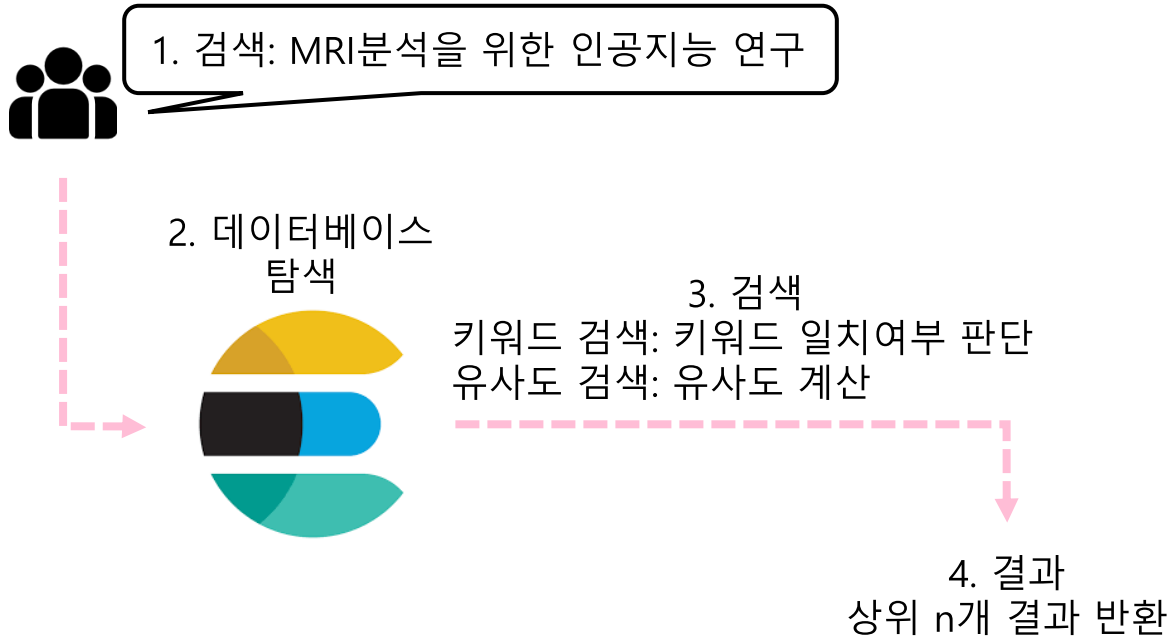 1. 검색: MRI분석을 위한 인공지능 연구
2. 데이터베이스
탐색
3. 검색
키워드 검색: 키워드 일치여부 판단
유사도 검색: 유사도 계산
4. 결과
상위 n개 결과 반환